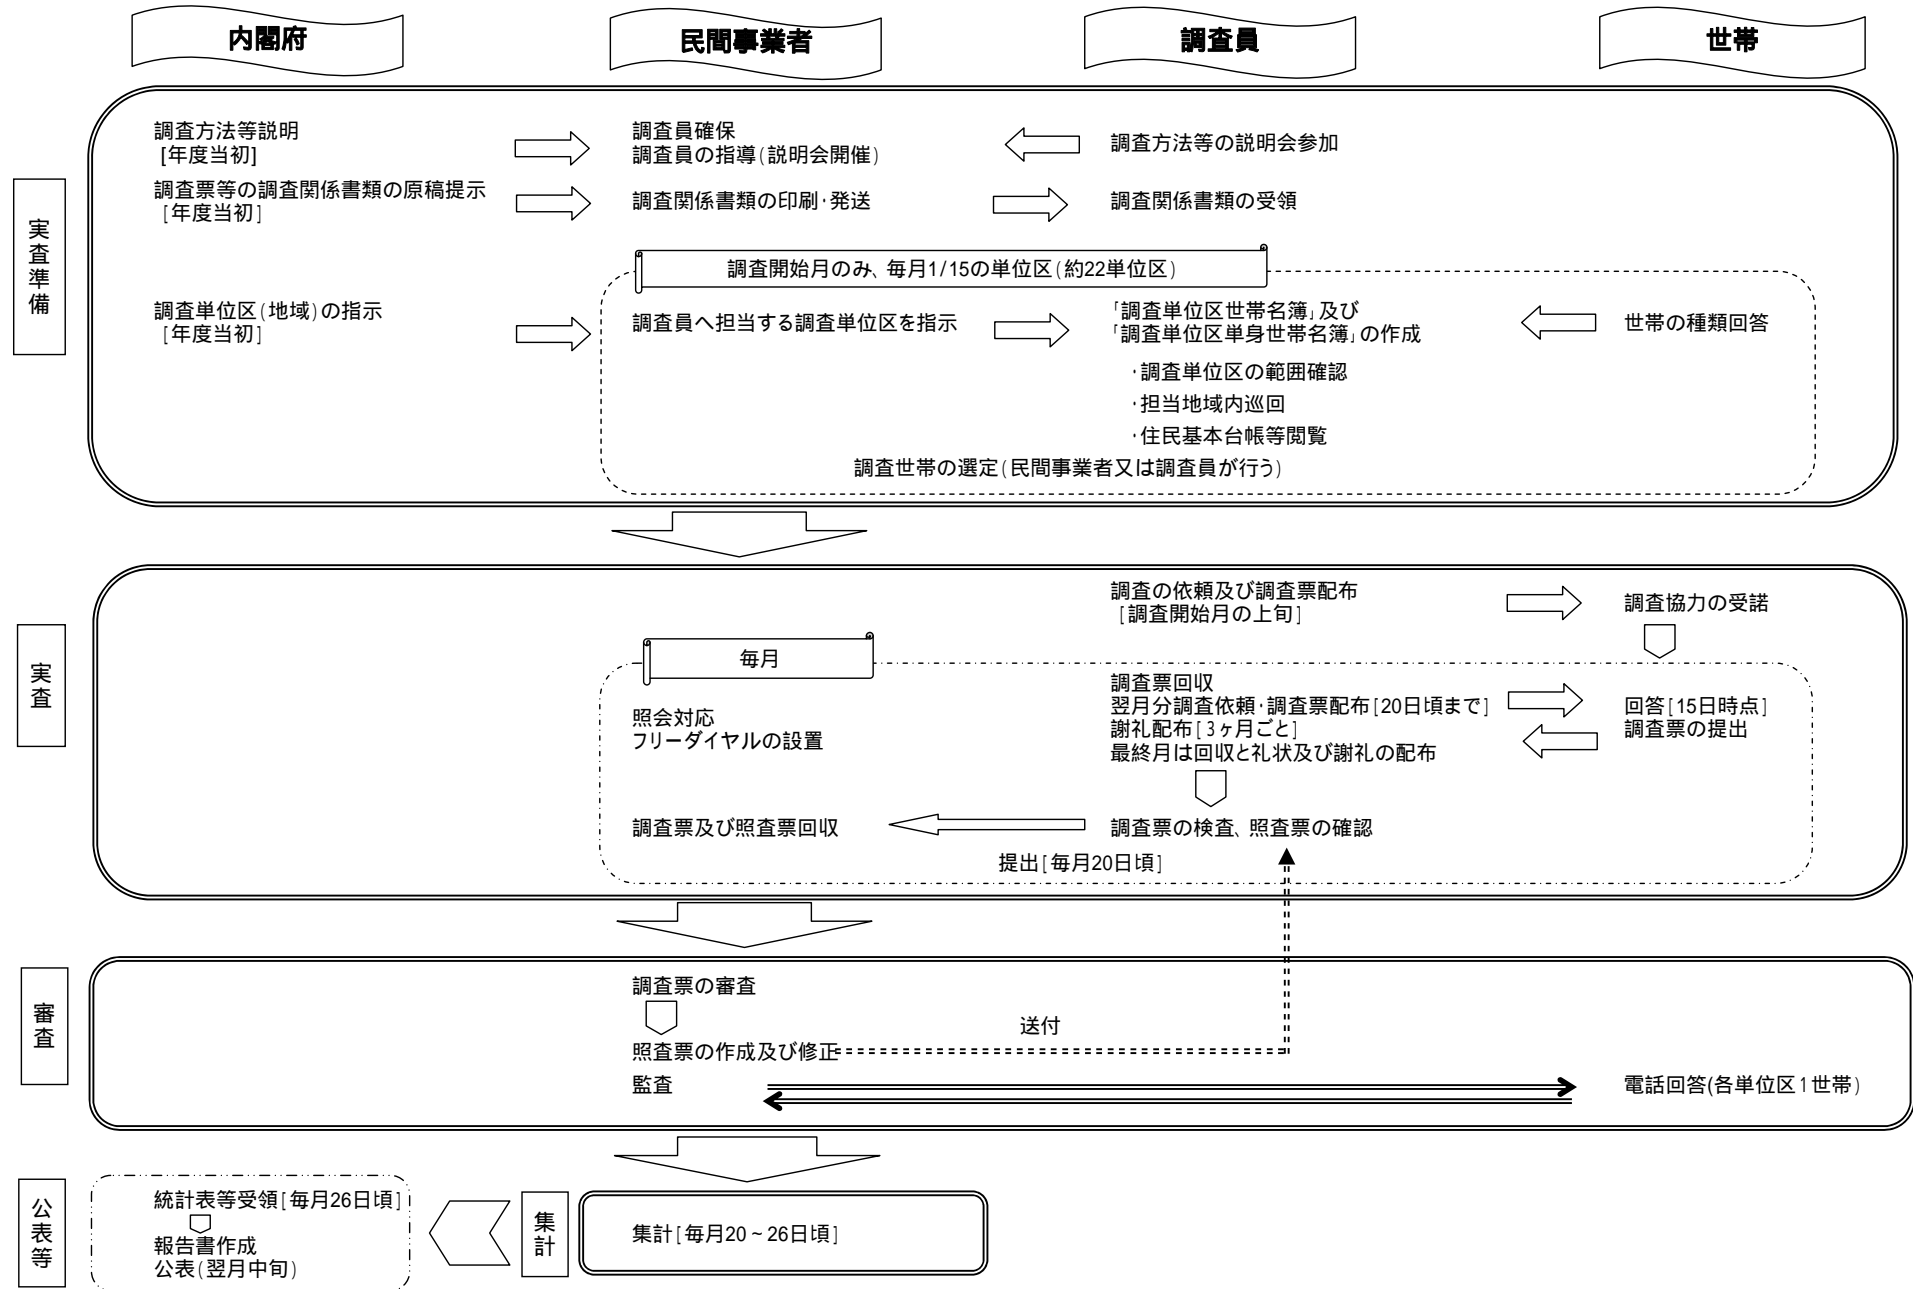 内閣府
民間事業者
調査員
世帯
実査準備
調査方法等説明
[年度当初]
調査員確保
調査員の指導(説明会開催)
調査方法等の説明会参加
調査票等の調査関係書類の原稿提示
[年度当初]
調査関係書類の印刷・発送
調査関係書類の受領
調査開始月のみ、毎月1/15の単位区(約22単位区)
調査単位区(地域)の指示
[年度当初]
調査員へ担当する調査単位区を指示
「調査単位区世帯名簿」及び
「調査単位区単身世帯名簿」の作成
世帯の種類回答
・調査単位区の範囲確認
・担当地域内巡回
・住民基本台帳等閲覧
調査世帯の選定(民間事業者又は調査員が行う)
実査
調査の依頼及び調査票配布
[調査開始月の上旬]
調査協力の受諾
毎月
照会対応
フリーダイヤルの設置
調査票回収
翌月分調査依頼・調査票配布[20日頃まで]
謝礼配布[3ヶ月ごと]
最終月は回収と礼状及び謝礼の配布
回答[15日時点]
調査票の提出
調査票及び照査票回収
調査票の検査、照査票の確認
提出[毎月20日頃]
審査
調査票の審査
送付
照査票の作成及び修正
監査
電話回答(各単位区1世帯)
公表等
統計表等受領[毎月26日頃]
報告書作成
公表(翌月中旬)
集計
集計[毎月20~26日頃]